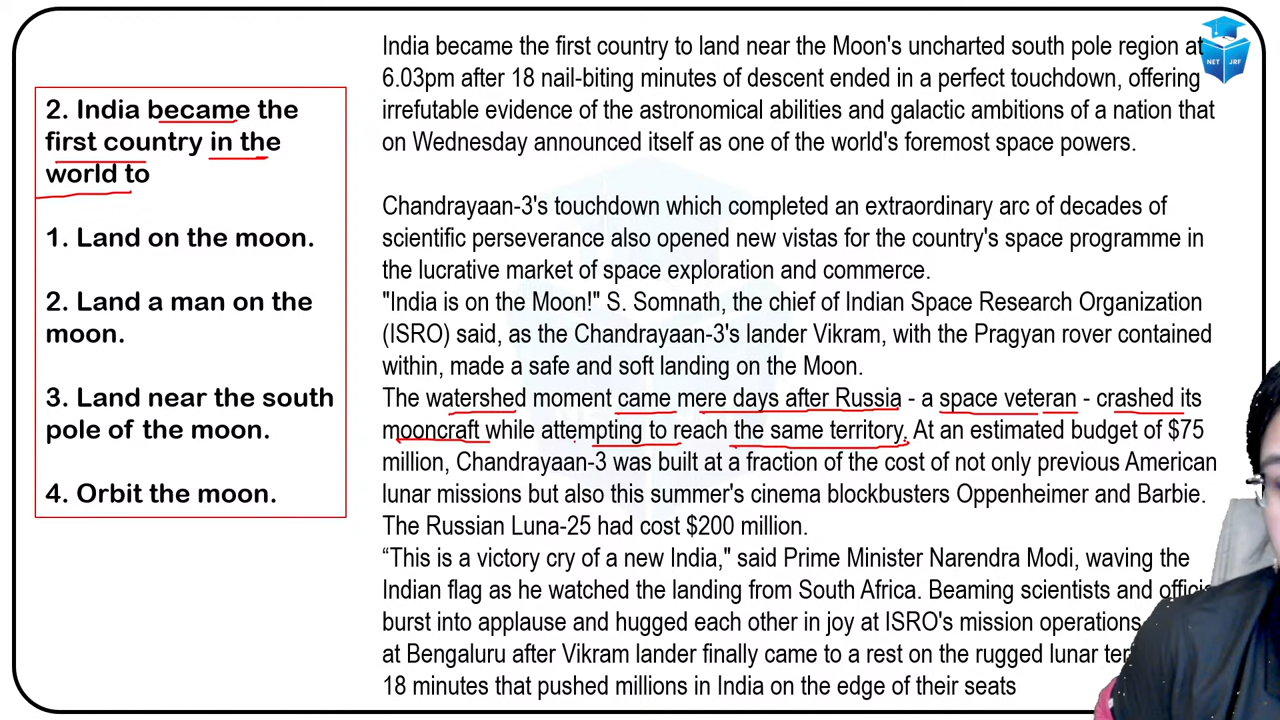 2. India became the
first country in the
world to
1. Land on the moon.
2. Land a man on the
moon.
3. Land near the south
pole of the moon.
4. Orbit the moon.
India became the first country to land near the Moon's uncharted south pole region at
6.03pm after 18 nail-biting minutes of descent ended in a perfect touchdown, offering
irrefutable evidence of the astronomical abilities and galactic ambitions of a nation that
on Wednesday announced itself as one of the world's foremost space powers.
Chandrayaan-3's touchdown which completed an extraordinary arc of decades of
scientific perseverance also opened new vistas for the country's space programme in
the lucrative market of space exploration and commerce.
"India is on the Moon!" S. Somnath, the chief of Indian Space Research Organization
(ISRO) said, as the Chandrayaan-3's lander Vikram, with the Pragyan rover contained
within, made a safe and soft landing on the Moon.
The watershed moment came mere days after Russia - a space veteran - crashed its
mooncraft while attempting to reach the same territory. At an estimated budget of $75
million, Chandrayaan-3 was built at a fraction of the cost of not only previous American
lunar missions but also this summer's cinema blockbusters Oppenheimer and Barbie.
The Russian Luna-25 had cost $200 million.
“This is a victory cry of a new India," said Prime Minister Narendra Modi, waving the
Indian flag as he watched the landing from South Africa. Beaming scientists and
burst into applause and hugged each other in joy at ISRO's mission operations
at Bengaluru after Vikram lander finally came to a rest on the rugged lunar
18 minutes that pushed millions in India on the edge of their seats
NET JRF